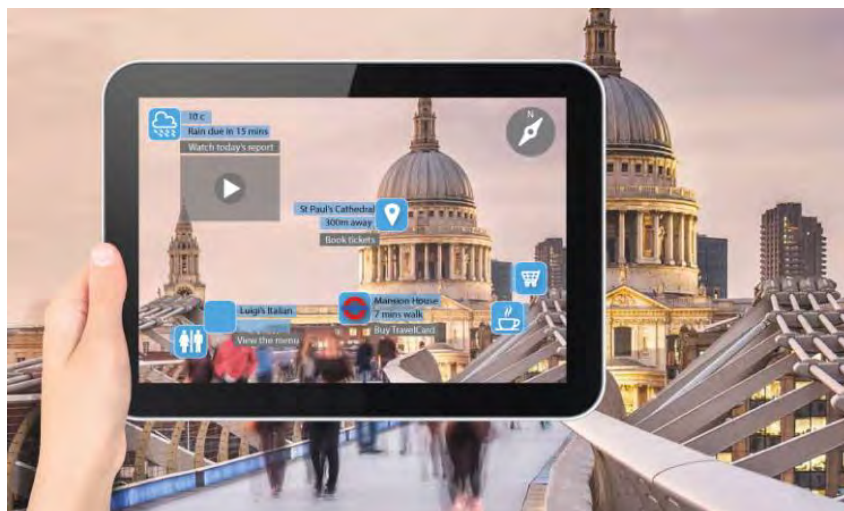 10 c
Rain due in 15 mins
Watch today's report
N
St Paul's Cathedral
300m away
Book tickets
Luigi's Italian
View the menu
Mansion House
7 mins walk
Buy TravelCard